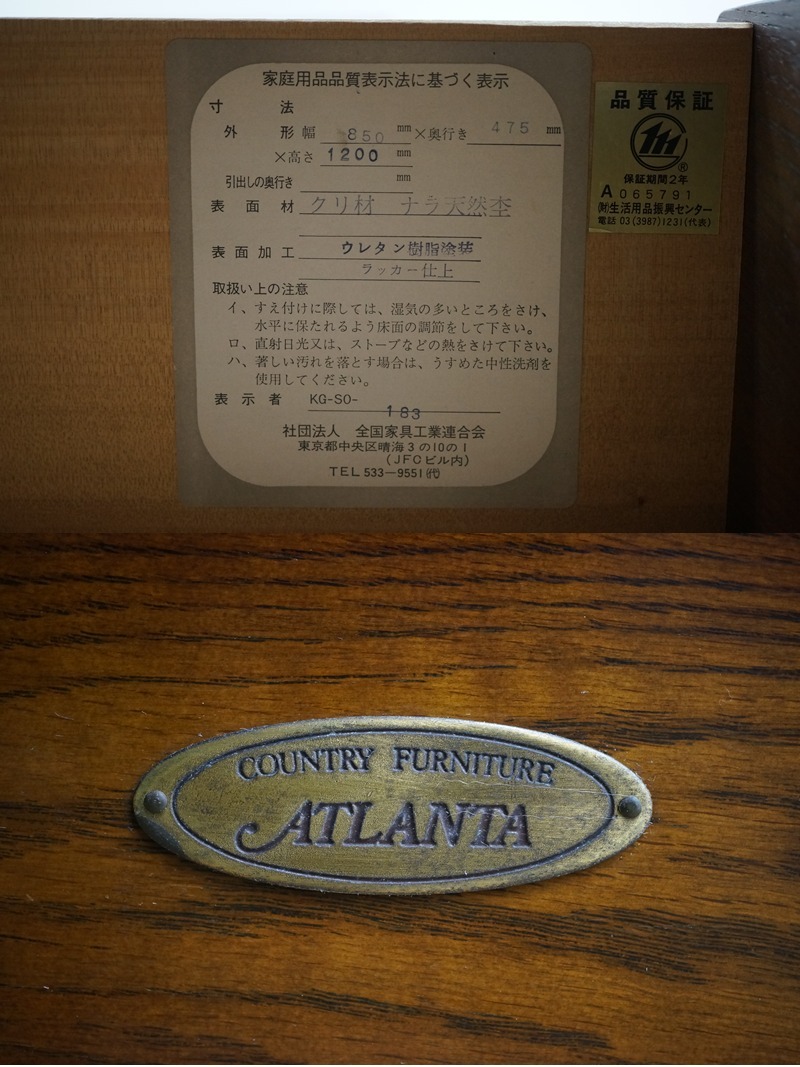 家庭用品品質表示法に基づく表示
寸法
外形 幅 850 mm ×奥行き 475 mm
×高さ 1200 mm
引出しの奥行き mm
表面材 クリ材 ナラ天然杢
表面加工 ウレタン樹脂塗装
ラッカー仕上
取扱い上の注意
イ、すえ付けに際しては、湿気の多いところをさけ、
水平に保たれるよう床面の調節をして下さい。
ロ、直射日光又は、ストーブなどの熱をさけて下さい。
ハ、著しい汚れを落とす場合は、うすめた中性洗剤を
使用してください。
表示者 KG-SO-183
社団法人 全国家具工業連合会
東京都中央区晴海3の10の1
(JFCビル内)
TEL 533-9551(代)
品質保証
®
保証期間2年
A 065791
(財)生活用品振興センター
電話 03(3987)1231(代表)
COUNTRY FURNITURE
ATLANTA